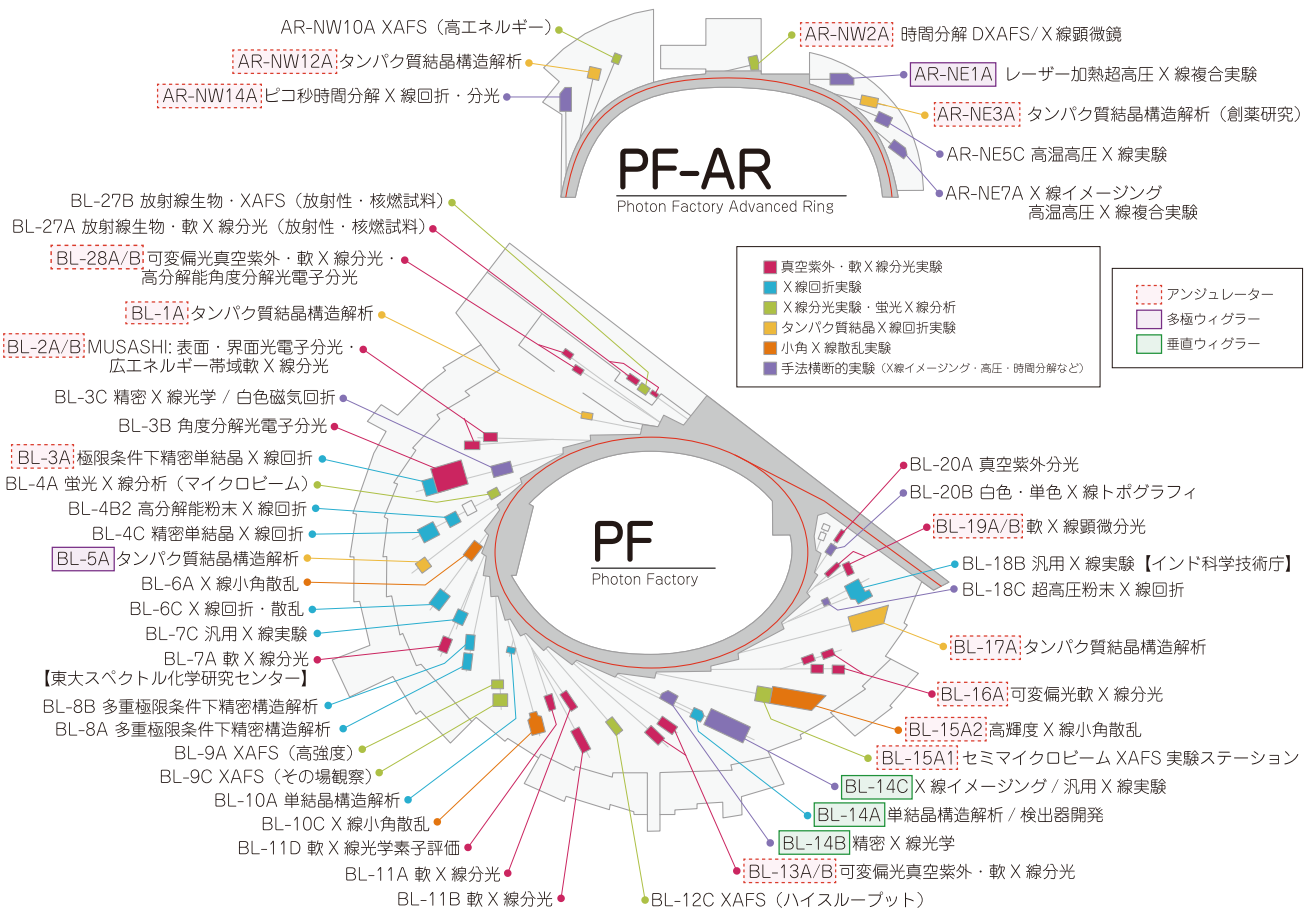 AR-NW10A XAFS（高エネルギー）
AR-NW12A タンパク質結晶構造解析
AR-NW14A ピコ秒時間分解 X 線回折・分光
AR-NW2A 時間分解 DXAFS/X 線顕微鏡
AR-NE1A レーザー加熱超高圧 X 線複合実験
AR-NE3A タンパク質結晶構造解析（創薬研究）
AR-NE5C 高温高圧 X 線実験
AR-NE7A X 線イメージング
高温高圧 X 線複合実験
PF-AR
Photon Factory Advanced Ring
BL-27B 放射線生物・XAFS（放射性・核燃試料）
BL-27A 放射線生物・軟 X 線分光（放射性・核燃試料）
BL-28A/B 可変偏光真空紫外・軟 X 線分光・
高分解能角度分解光電子分光
BL-1A タンパク質結晶構造解析
BL-2A/B MUSASHI: 表面・界面光電子分光・
広エネルギー帯域軟 X 線分光
BL-3C 精密 X 線光学 / 白色磁気回折
BL-3B 角度分解光電子分光
BL-3A 極限条件下精密単結晶 X 線回折
BL-4A 蛍光 X 線分析（マイクロビーム）
BL-4B2 高分解能粉末 X 線回折
BL-4C 精密単結晶 X 線回折
BL-5A タンパク質結晶構造解析
BL-6A X 線小角散乱
BL-6C X 線回折・散乱
BL-7C 汎用 X 線実験
BL-7A 軟 X 線分光
【東大スペクトル化学研究センター】
BL-8B 多重極限条件下精密構造解析
BL-8A 多重極限条件下精密構造解析
BL-9A XAFS（高強度）
BL-9C XAFS（その場観察）
BL-10A 単結晶構造解析
BL-10C X 線小角散乱
BL-11D 軟 X 線光学素子評価
BL-11A 軟 X 線分光
BL-11B 軟 X 線分光
真空紫外・軟X線分光実験
X線回折実験
X線分光実験・蛍光X線分析
タンパク質結晶X線回折実験
小角X線散乱実験
手法横断的実験（X線イメージング・高圧・時間分解など）
アンジュレーター
多極ウィグラー
垂直ウィグラー
PF
Photon Factory
BL-20A 真空紫外分光
BL-20B 白色・単色 X 線トポグラフィ
BL-19A/B 軟 X 線顕微分光
BL-18B 汎用 X 線実験【インド科学技術庁】
BL-18C 超高圧粉末 X 線回折
BL-17A タンパク質結晶構造解析
BL-16A 可変偏光軟 X 線分光
BL-15A2 高輝度 X 線小角散乱
BL-15A1 セミマイクロビーム XAFS 実験ステーション
BL-14C X 線イメージング / 汎用 X 線実験
BL-14A 単結晶構造解析 / 検出器開発
BL-14B 精密 X 線光学
BL-13A/B 可変偏光真空紫外・軟 X 線分光
BL-12C XAFS（ハイスループット）